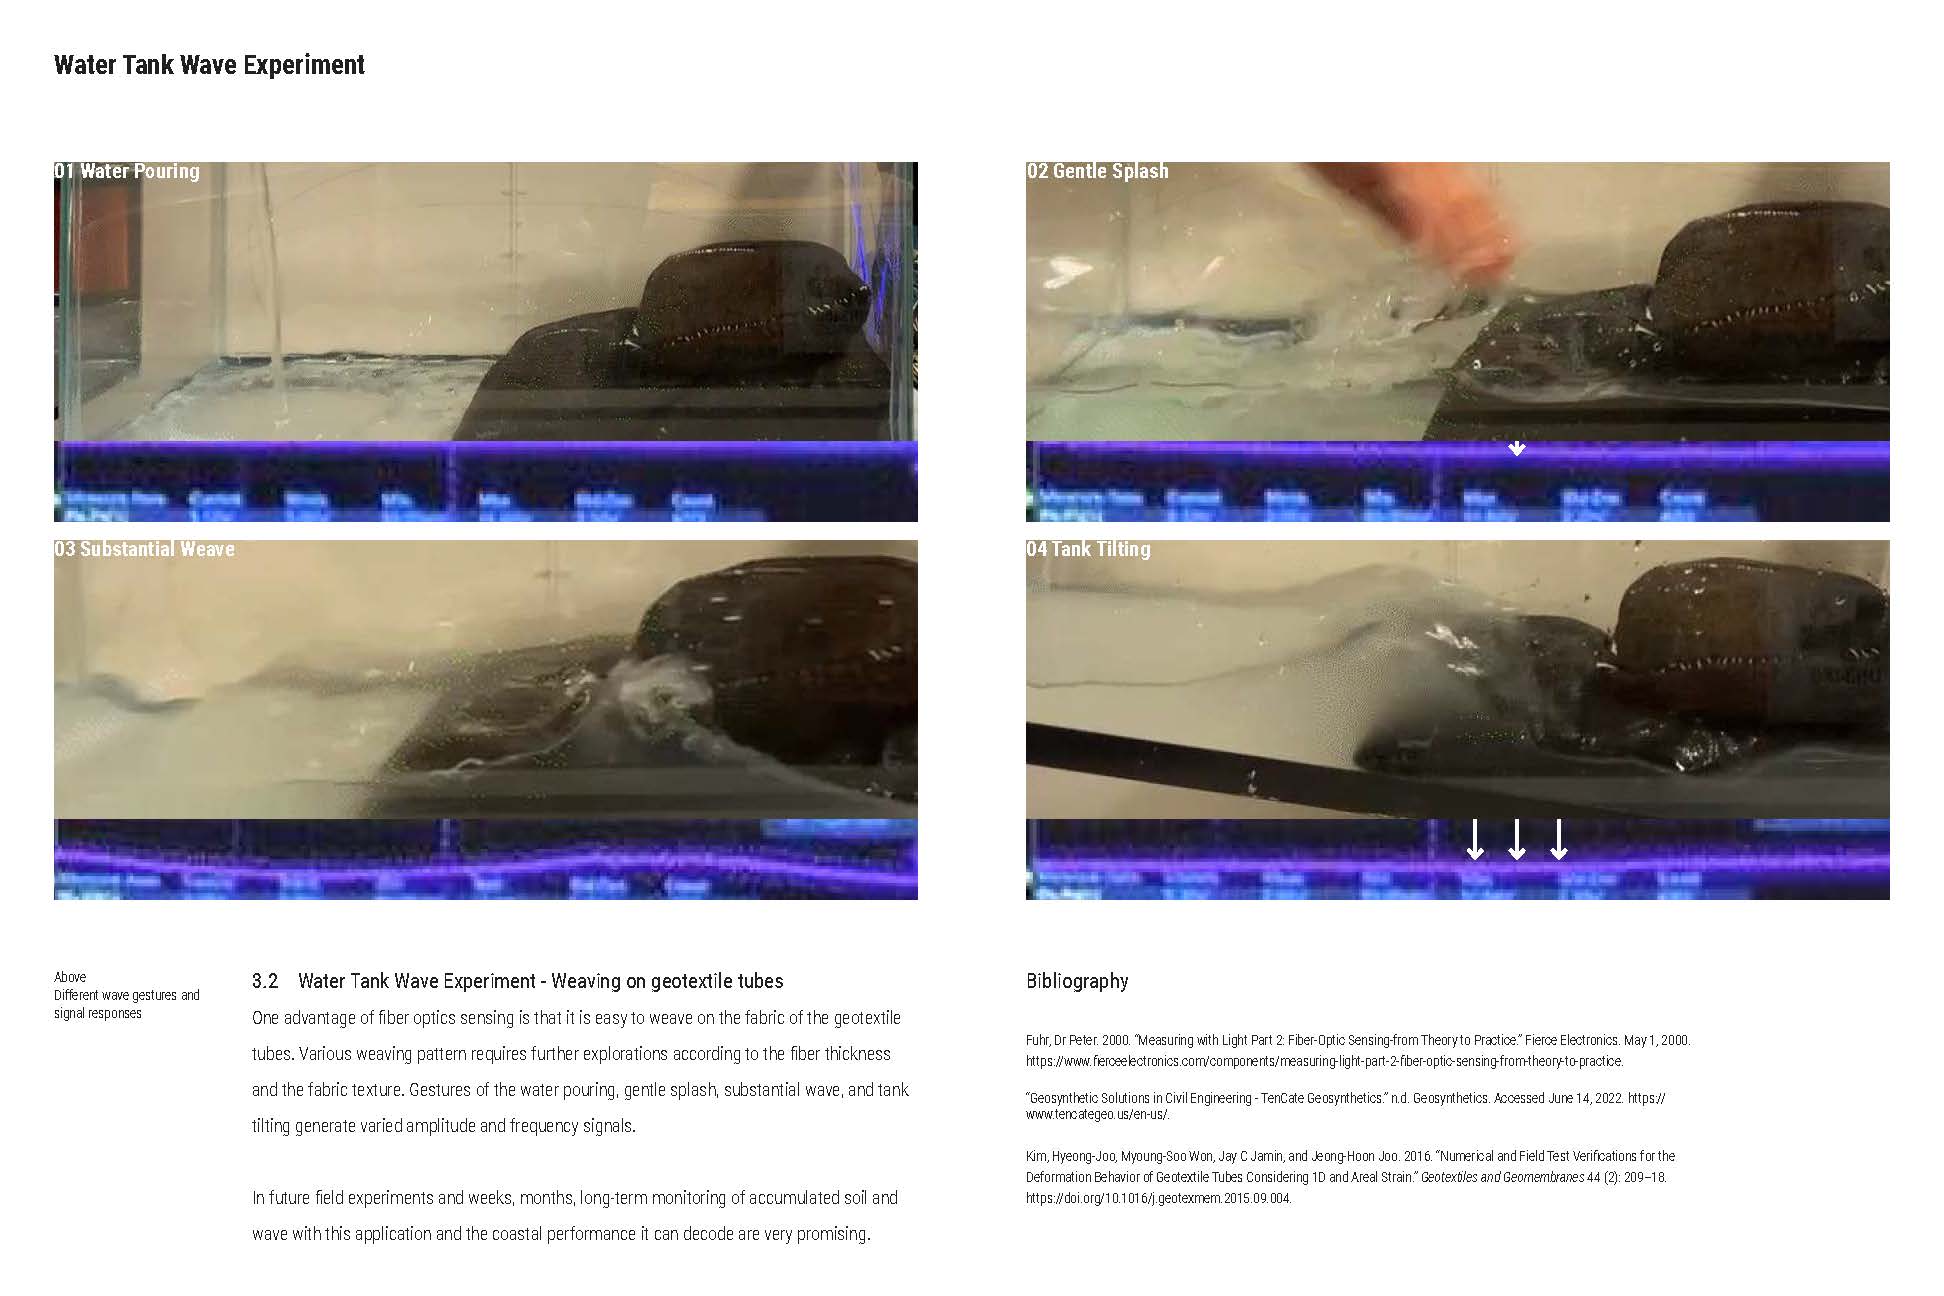 Water Tank Wave Experiment
01 Water Pouring
02 Gentle Splash
03 Substantial Weave
04 Tank Tilting
Above
Different wave gestures and
signal responses
3.2 Water Tank Wave Experiment - Weaving on geotextile tubes
One advantage of fiber optics sensing is that it is easy to weave on the fabric of the geotextile
tubes. Various weaving pattern requires further explorations according to the fiber thickness
and the fabric texture. Gestures of the water pouring, gentle splash, substantial wave, and tank
tilting generate varied amplitude and frequency signals.
In future field experiments and weeks, months, long-term monitoring of accumulated soil and
wave with this application and the coastal performance it can decode are very promising.
Bibliography
Fuhr, Dr Peter. 2000. “Measuring with Light Part 2: Fiber-Optic Sensing-from Theory to Practice.” Fierce Electronics. May 1, 2000.
https://www.fierceelectronics.com/components/measuring-light-part-2-fiber-optic-sensing-from-theory-to-practice.
“Geosynthetic Solutions in Civil Engineering - TenCate Geosynthetics.” n.d. Geosynthetics. Accessed June 14, 2022. https://
www.tencategeo.us/en-us/.
Kim, Hyeong-Joo, Myoung-Soo Won, Jay C Jamin, and Jeong-Hoon Joo. 2016. “Numerical and Field Test Verifications for the
Deformation Behavior of Geotextile Tubes Considering 1D and Areal Strain.” Geotextiles and Geomembranes 44 (2): 209–18.
https://doi.org/10.1016/j.geotexmem.2015.09.004.